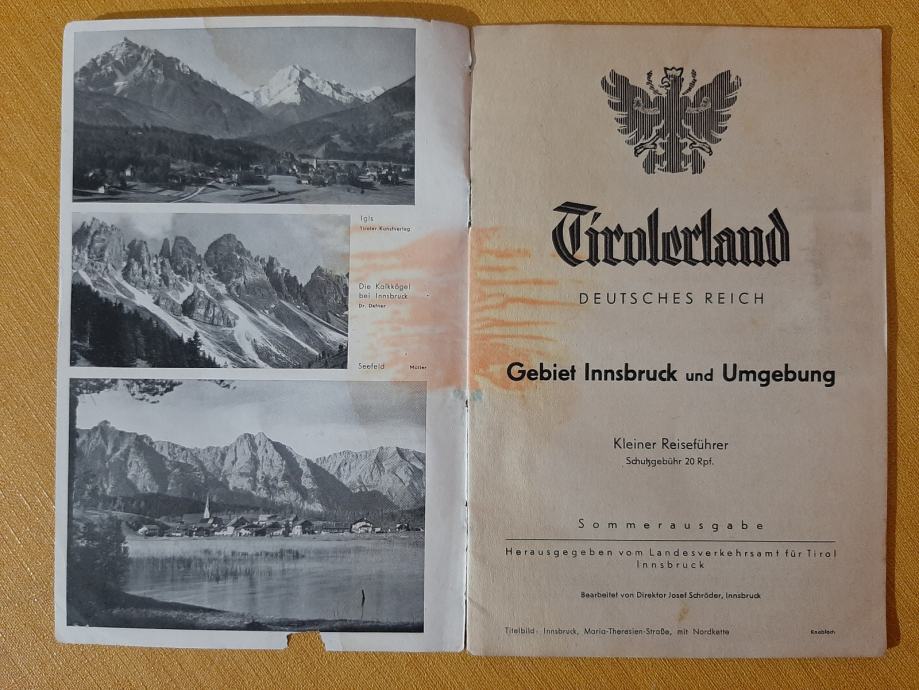 Igls
Tiroler Kunstverlag
Die Kalkkögel
bei Innsbruck
Dr. Defner
Seefeld Müller
Tirolerland
DEUTSCHES REICH
Gebiet Innsbruck und Umgebung
Kleiner Reiseführer
Schutzgebühr 20 Rpf.
Sommerausgabe
Herausgegeben vom Landesverkehrsamt für Tirol
Innsbruck
Bearbeitet von Direktor Josef Schröder, Innsbruck
Titelbild: Innsbruck, Maria-Theresien-Straße, mit Nordkette Knobloch